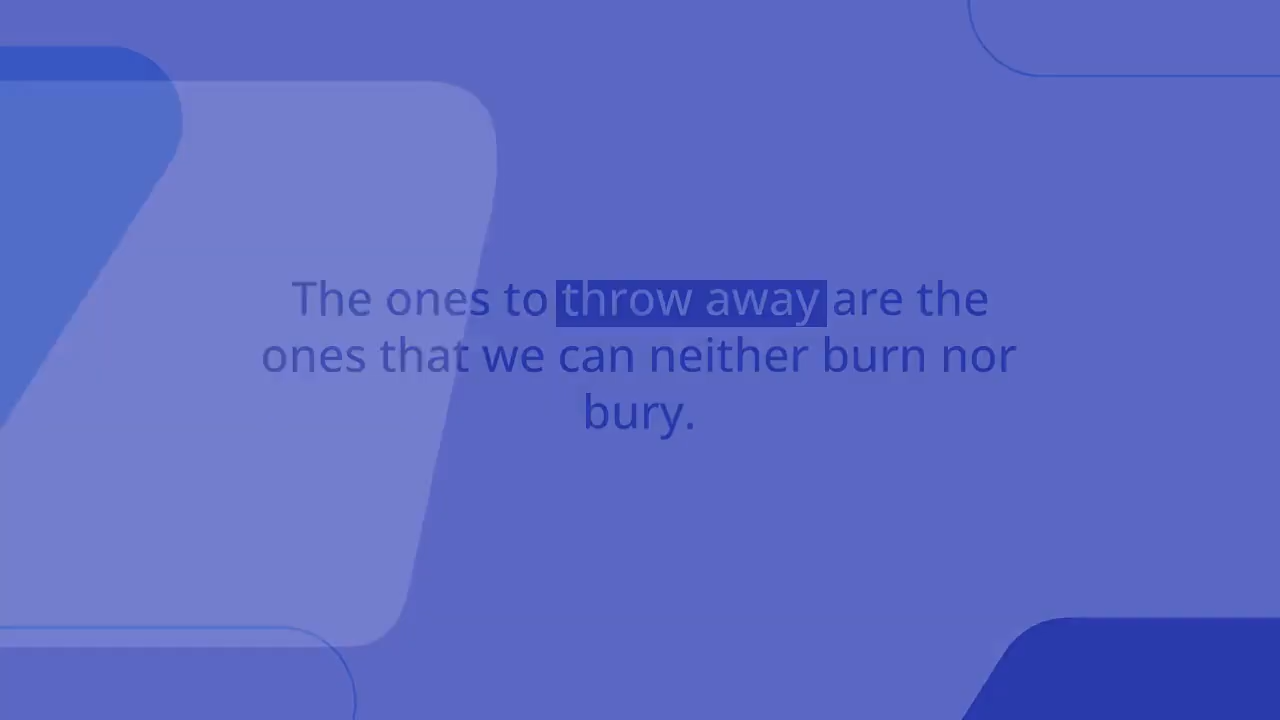 The ones to throw away are the
ones that we can neither burn nor
bury.